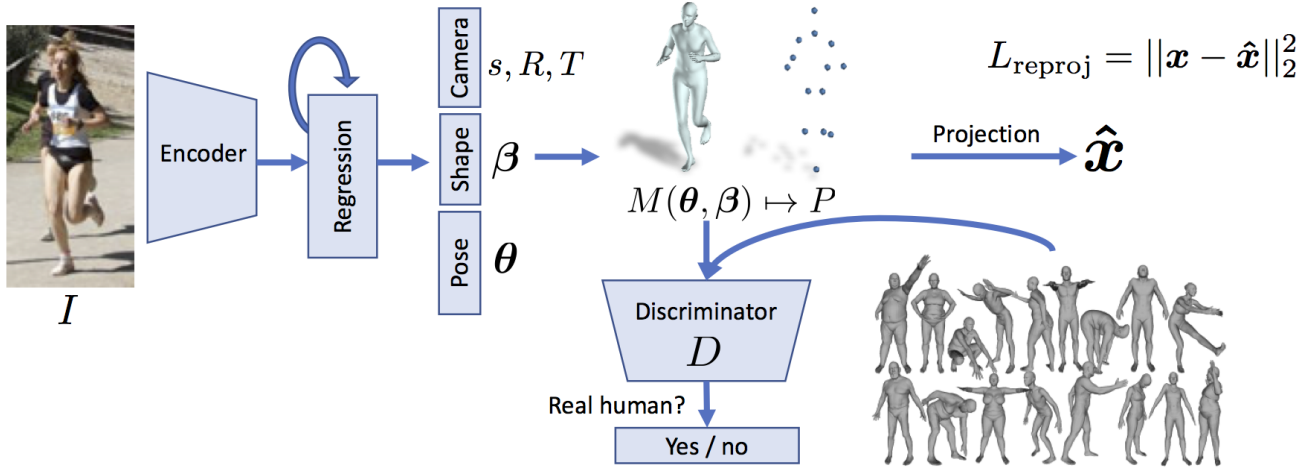 I
Encoder
Regression
Camera
s, R, T
Shape
β
Pose
θ
M(θ, β) ↦ P
L_reproj = ||x − x̂||₂²
Projection
x̂
Discriminator
D
Real human?
Yes / no